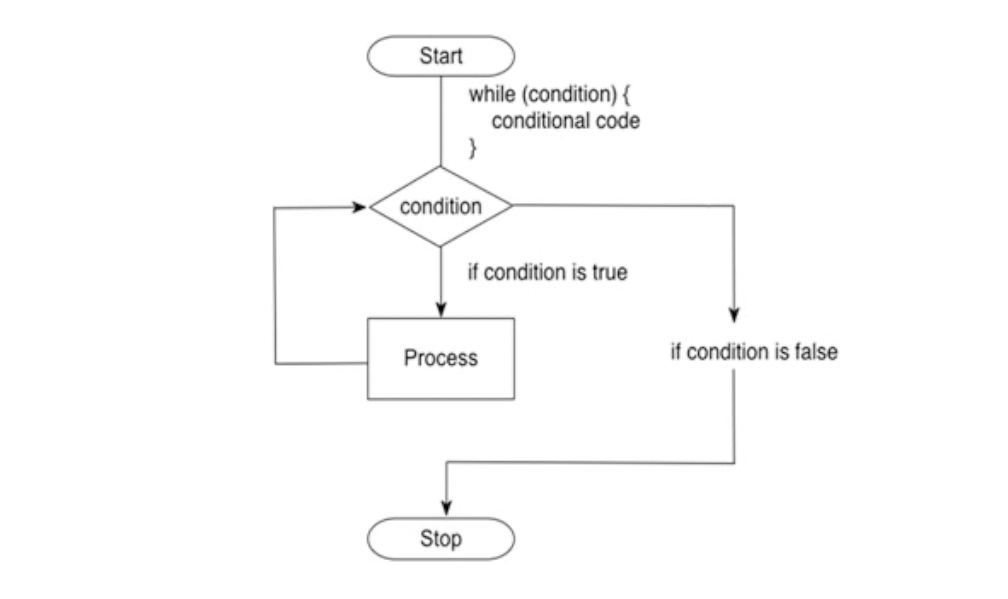 Start
while (condition) {
conditional code
}
condition
if condition is true
Process
if condition is false
Stop